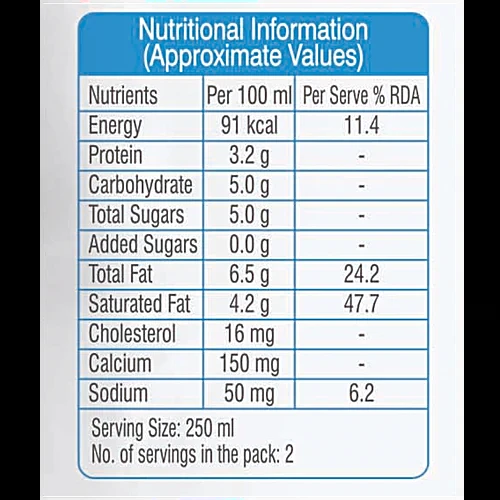 Nutritional Information
(Approximate Values)
Nutrients Per 100 ml Per Serve % RDA
Energy 91 kcal 11.4
Protein 3.2 g -
Carbohydrate 5.0 g -
Total Sugars 5.0 g -
Added Sugars 0.0 g -
Total Fat 6.5 g 24.2
Saturated Fat 4.2 g 47.7
Cholesterol 16 mg -
Calcium 150 mg -
Sodium 50 mg 6.2
Serving Size: 250 ml
No. of servings in the pack: 2